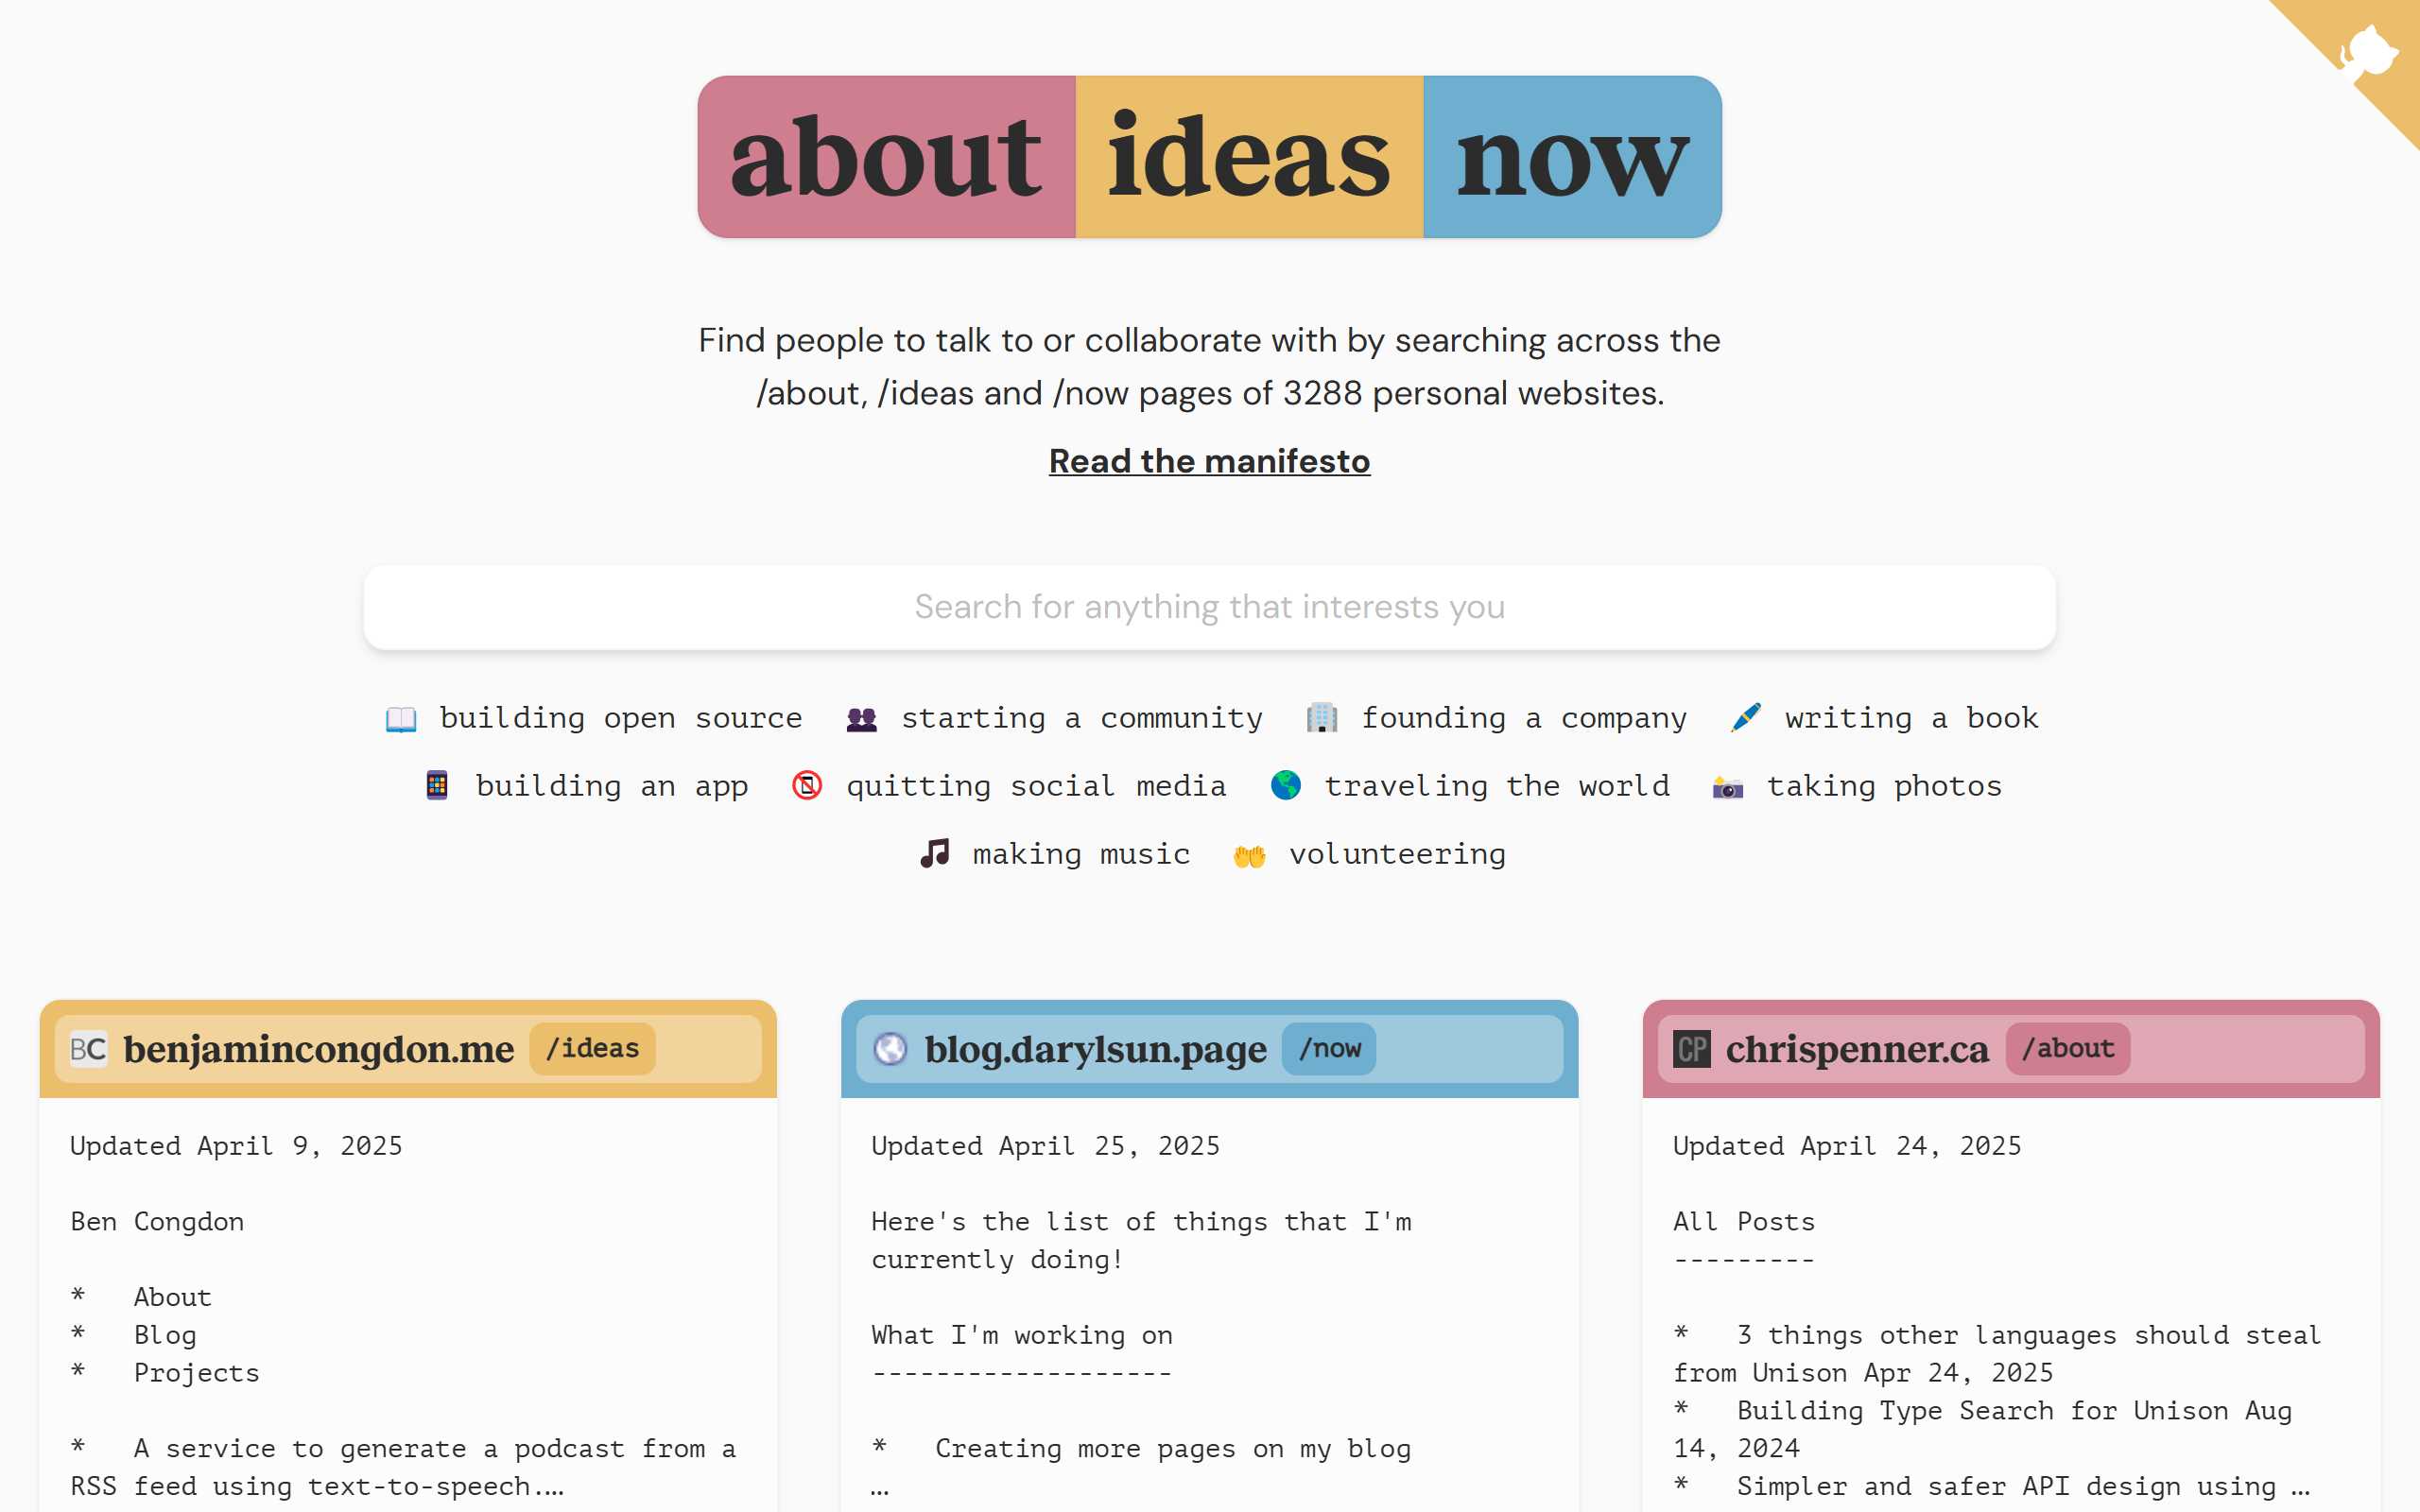 about ideas now
Find people to talk to or collaborate with by searching across the
/about, /ideas and /now pages of 3288 personal websites.
Read the manifesto
Search for anything that interests you
building open source starting a community founding a company writing a book
building an app quitting social media traveling the world taking photos
making music volunteering
BC benjamincongdon.me /ideas
Updated April 9, 2025
Ben Congdon
* About
* Blog
* Projects
* A service to generate a podcast from a
RSS feed using text-to-speech.…
blog.darylsun.page /now
Updated April 25, 2025
Here's the list of things that I'm
currently doing!
What I'm working on
-------------------
* Creating more pages on my blog
…
CP chrispenner.ca /about
Updated April 24, 2025
All Posts
---------
* 3 things other languages should steal
from Unison Apr 24, 2025
* Building Type Search for Unison Aug
14, 2024
* Simpler and safer API design using …